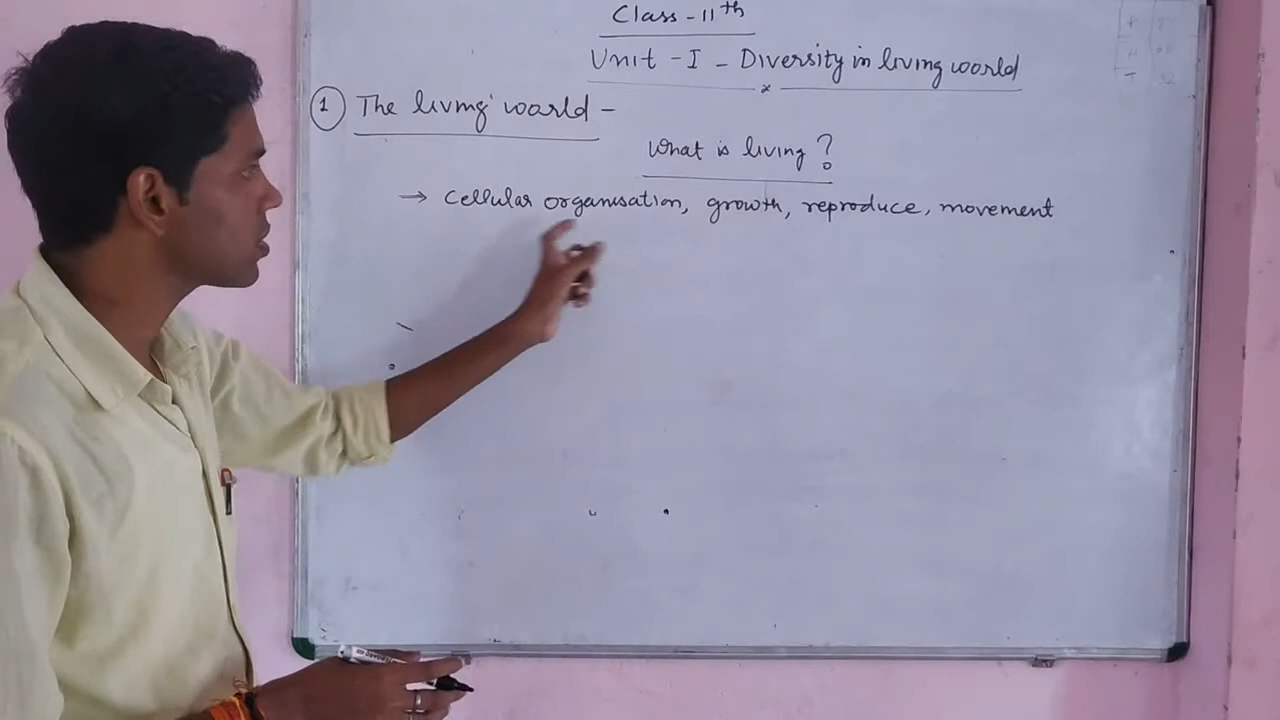 Class - 11th
Unit - I - Diversity in living world
x
1 The living world -
What is living ?
→ Cellular organisation, growth, reproduce, movement